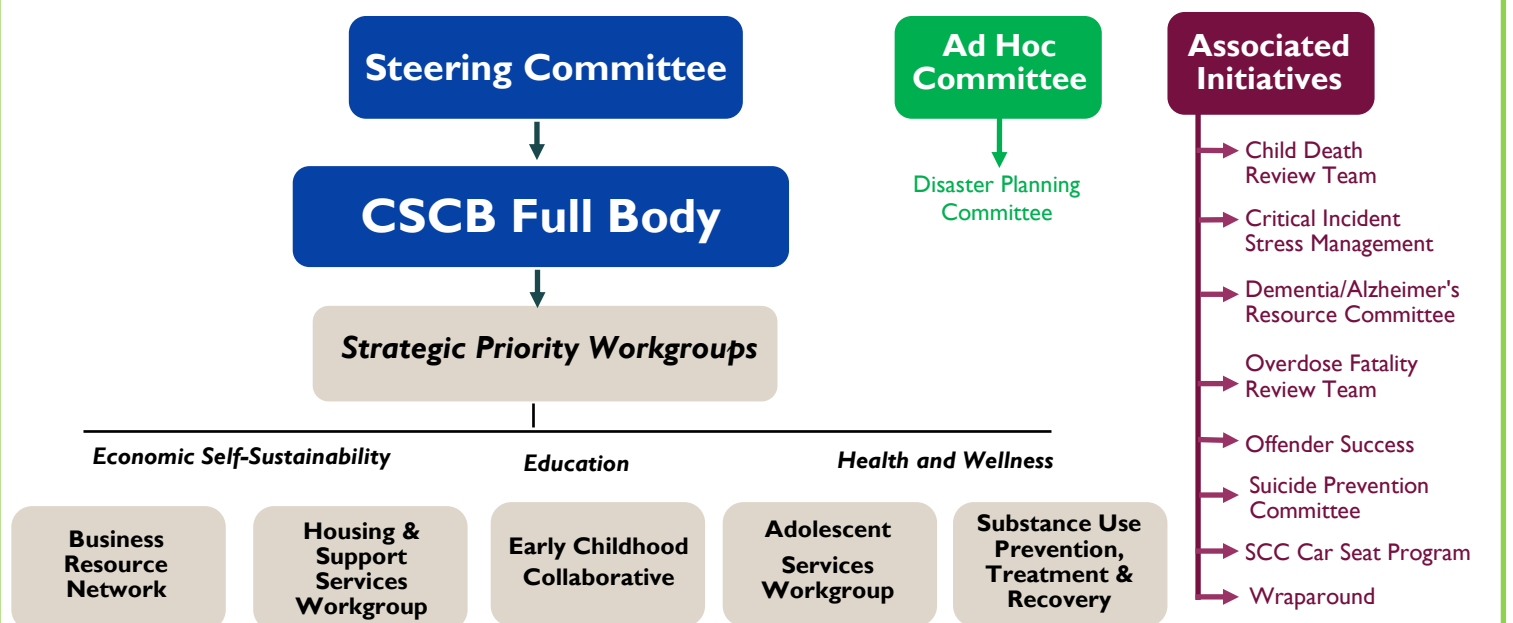 Steering Committee
CSCB Full Body
Strategic Priority Workgroups
Economic Self-Sustainability
Education
Health and Wellness
Business
Resource
Network
Housing &
Support
Services
Workgroup
Early Childhood
Collaborative
Adolescent
Services
Workgroup
Substance Use
Prevention,
Treatment &
Recovery
Ad Hoc
Committee
Disaster Planning
Committee
Associated
Initiatives
Child Death
Review Team
Critical Incident
Stress Management
Dementia/Alzheimer's
Resource Committee
Overdose Fatality
Review Team
Offender Success
Suicide Prevention
Committee
SCC Car Seat Program
Wraparound